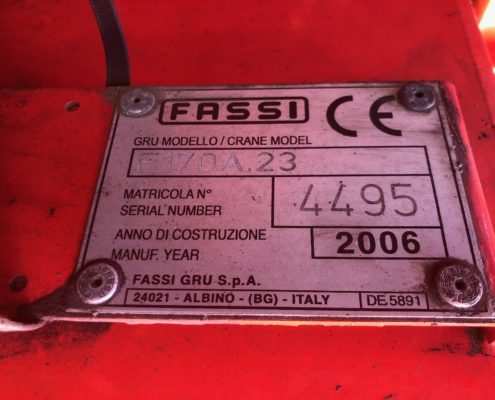 FASSI CE
GRU MODELLO / CRANE MODEL
F170A.23
MATRICOLA N°
SERIAL NUMBER
4495
ANNO DI COSTRUZIONE
MANUF. YEAR
2006
FASSI GRU S.p.A.
24021 - ALBINO - (BG) - ITALY
DE 5891